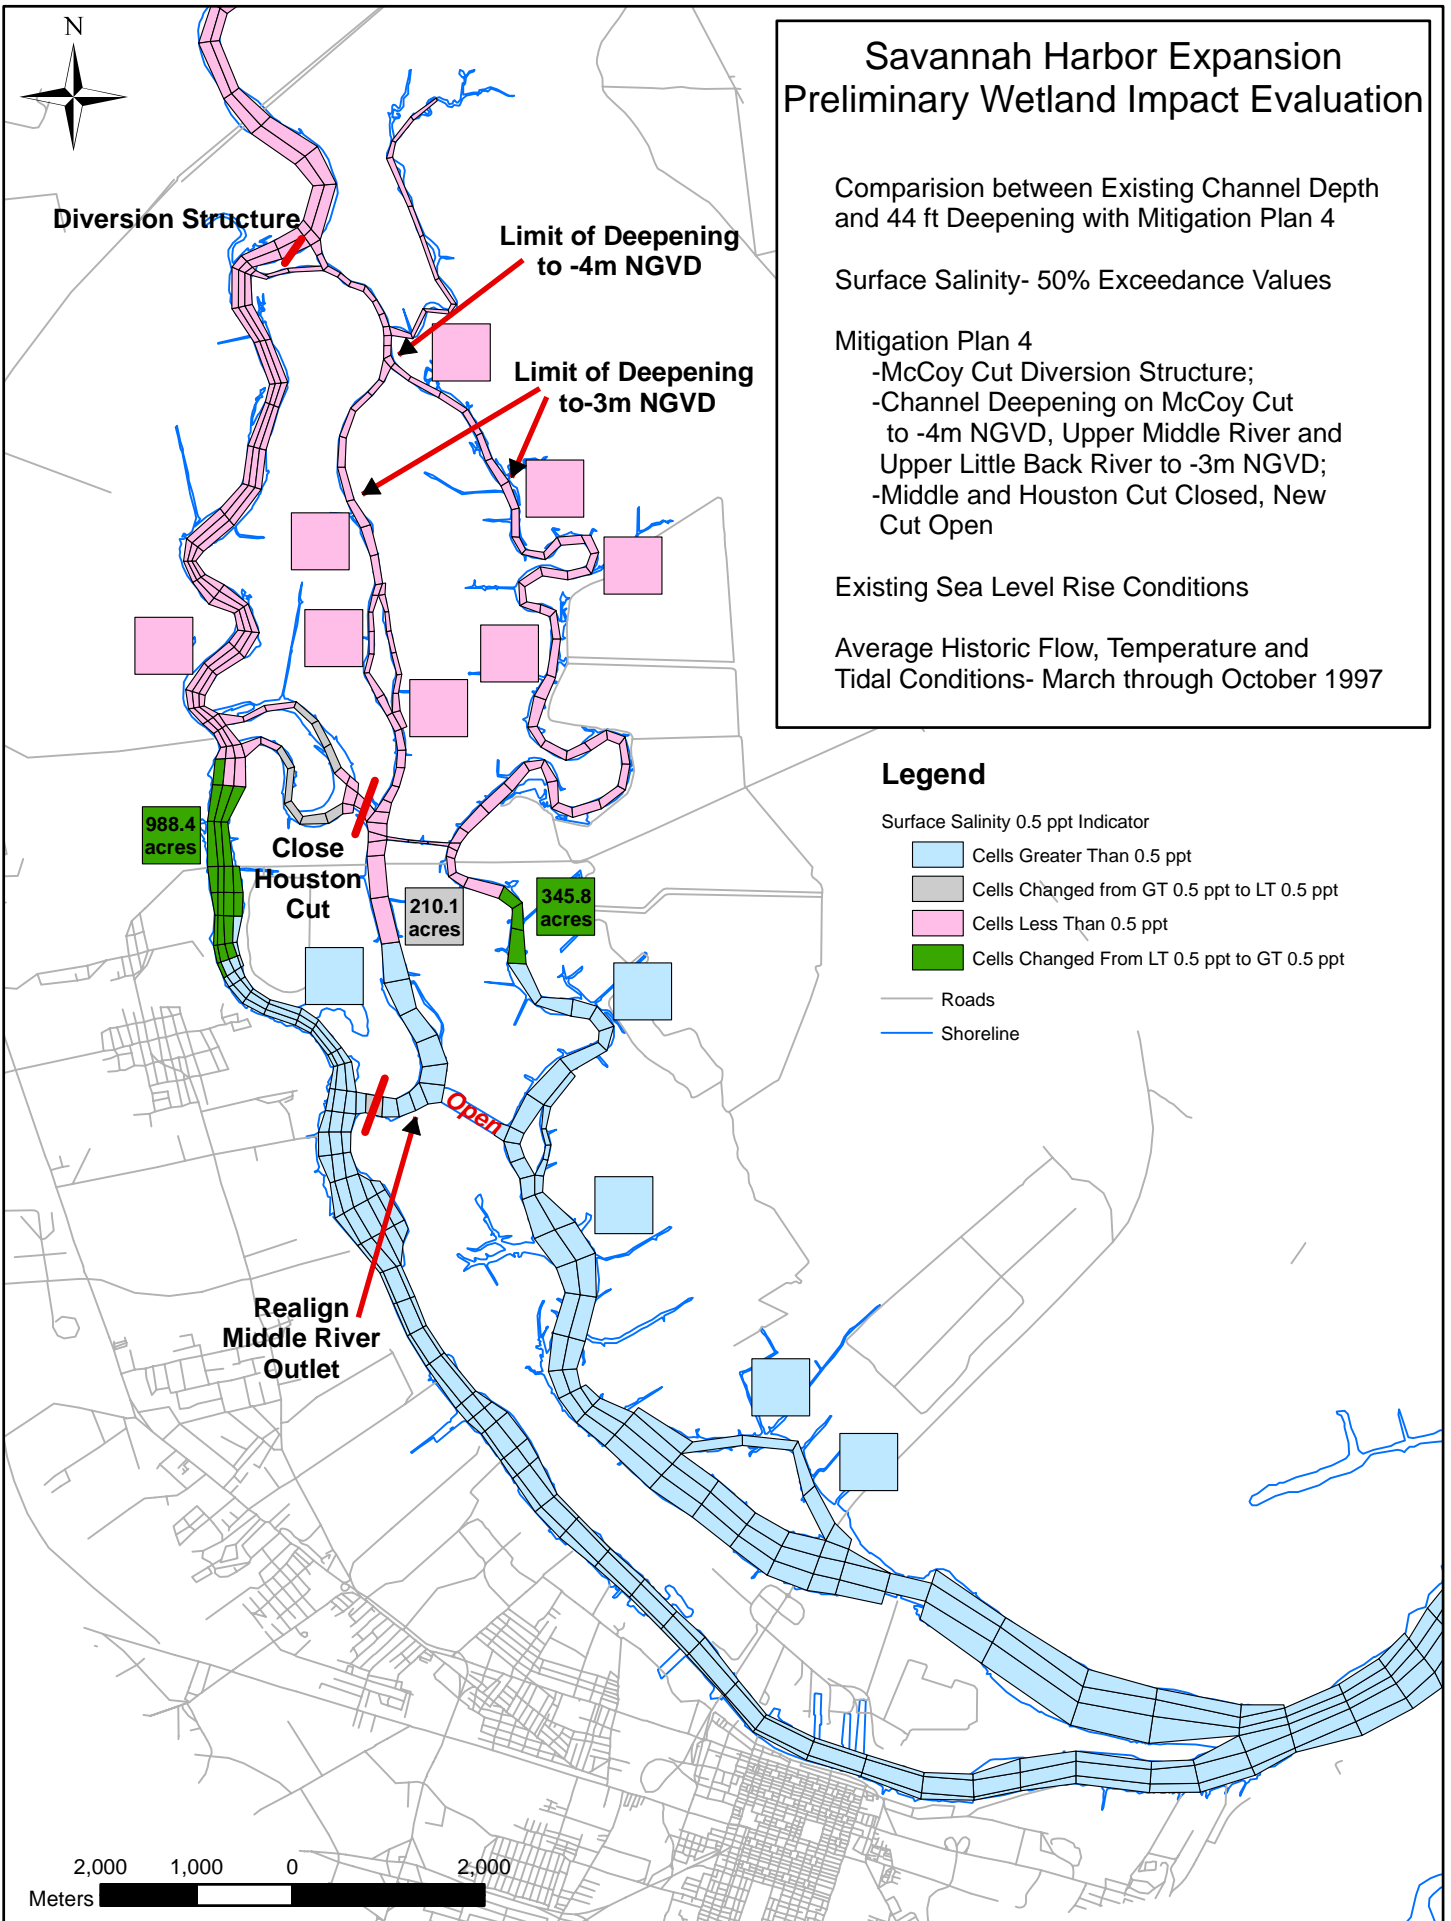 N
Savannah Harbor Expansion
Preliminary Wetland Impact Evaluation
Comparision between Existing Channel Depth
and 44 ft Deepening with Mitigation Plan 4
Surface Salinity- 50% Exceedance Values
Mitigation Plan 4
-McCoy Cut Diversion Structure;
-Channel Deepening on McCoy Cut
to -4m NGVD, Upper Middle River and
Upper Little Back River to -3m NGVD;
-Middle and Houston Cut Closed, New
Cut Open
Existing Sea Level Rise Conditions
Average Historic Flow, Temperature and
Tidal Conditions- March through October 1997
Diversion Structure
Limit of Deepening
to -4m NGVD
Limit of Deepening
to-3m NGVD
Legend
Surface Salinity 0.5 ppt Indicator
Cells Greater Than 0.5 ppt
Cells Changed from GT 0.5 ppt to LT 0.5 ppt
Cells Less Than 0.5 ppt
Cells Changed From LT 0.5 ppt to GT 0.5 ppt
Roads
Shoreline
988.4
acres
Close
Houston
Cut
210.1
acres
345.8
acres
Open
Realign
Middle River
Outlet
2,000 1,000 0 2,000
Meters